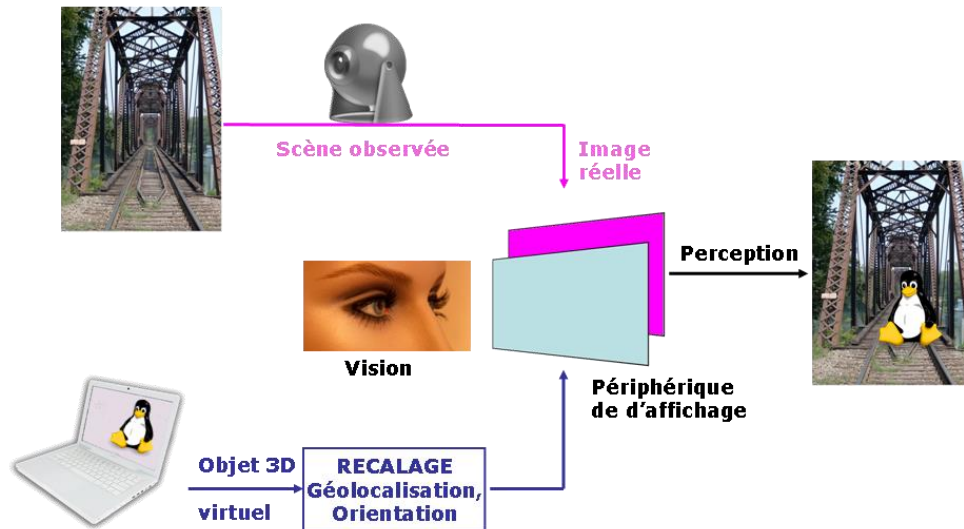 Scène observée
Image
réelle
Perception
Vision
Périphérique
de d'affichage
Objet 3D
virtuel
RECALAGE
Géolocalisation,
Orientation